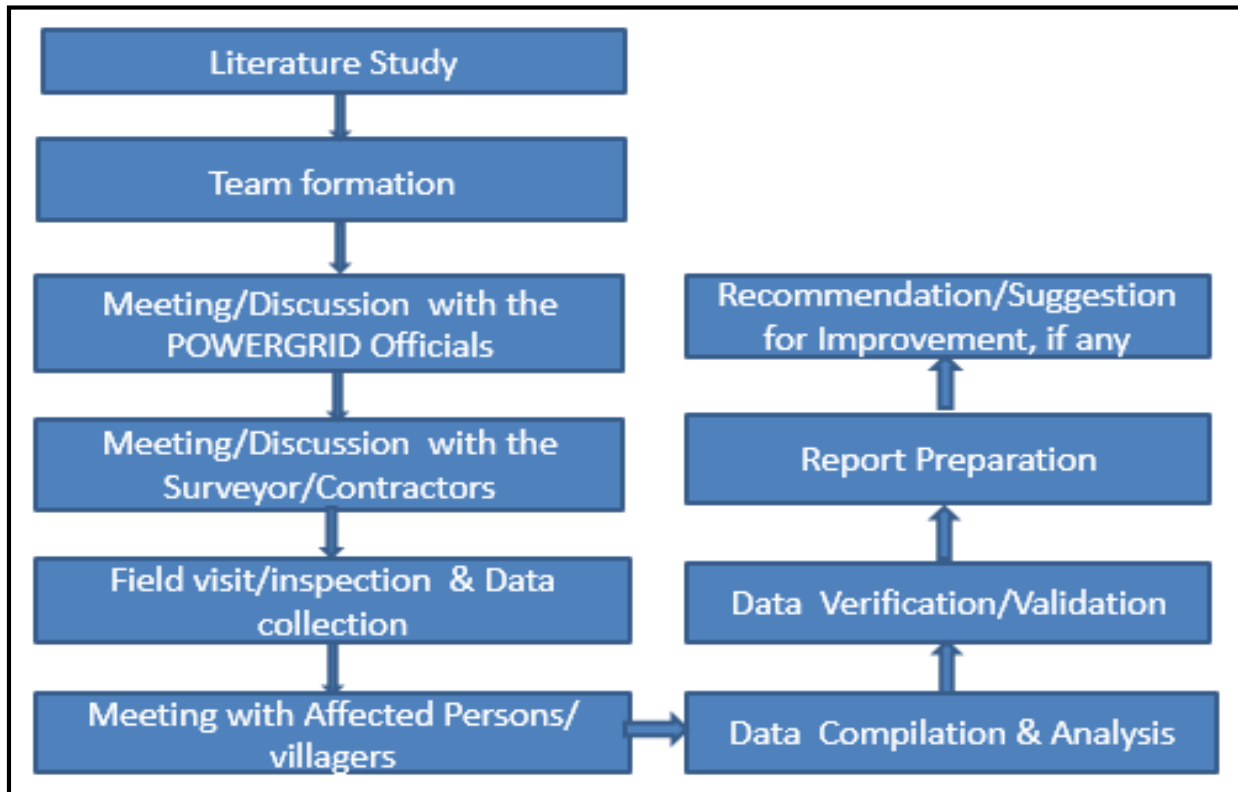 Literature Study
Team formation
Meeting/Discussion with the
POWERGRID Officials
Meeting/Discussion with the
Surveyor/Contractors
Field visit/inspection & Data
collection
Meeting with Affected Persons/
villagers
Data Compilation & Analysis
Data Verification/Validation
Report Preparation
Recommendation/Suggestion
for Improvement, if any